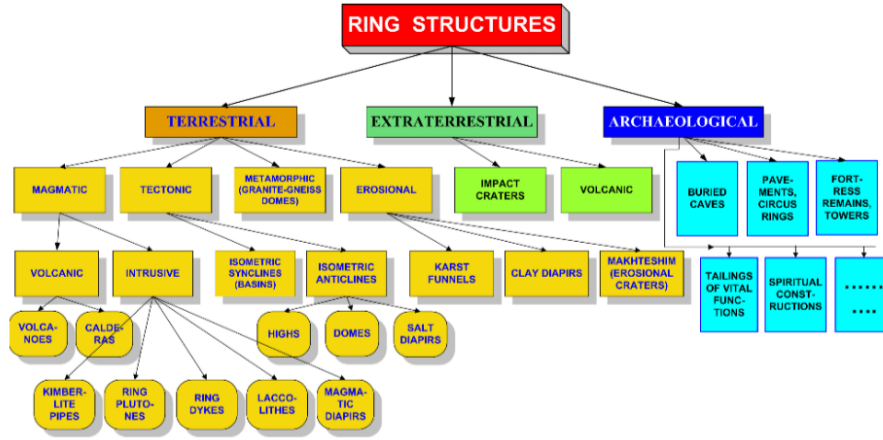 RING STRUCTURES
TERRESTRIAL
EXTRATERRESTRIAL
ARCHAEOLOGICAL
MAGMATIC
TECTONIC
METAMORPHIC
(GRANITE-GNEISS
DOMES)
EROSIONAL
IMPACT
CRATERS
VOLCANIC
BURIED
CAVES
PAVE-
MENTS,
CIRCUS
RINGS
FORT-
RESS
REMAINS,
TOWERS
VOLCANIC
INTRUSIVE
ISOMETRIC
SYNCLINES
(BASINS)
ISOMETRIC
ANTICLINES
KARST
FUNNELS
CLAY DIAPIRS
MAKHTESHIM
(EROSIONAL
CRATERS)
TAILINGS
OF VITAL
FUNC-
TIONS
SPIRITUAL
CONST-
RUCTIONS
......
....
VOLCA-
NOES
CALDE-
RAS
HIGHS
DOMES
SALT
DIAPIRS
KIMBER-
LITE
PIPES
RING
PLUTO-
NES
RING
DYKES
LACCO-
LITHES
MAGMA-
TIC DIAPIRS